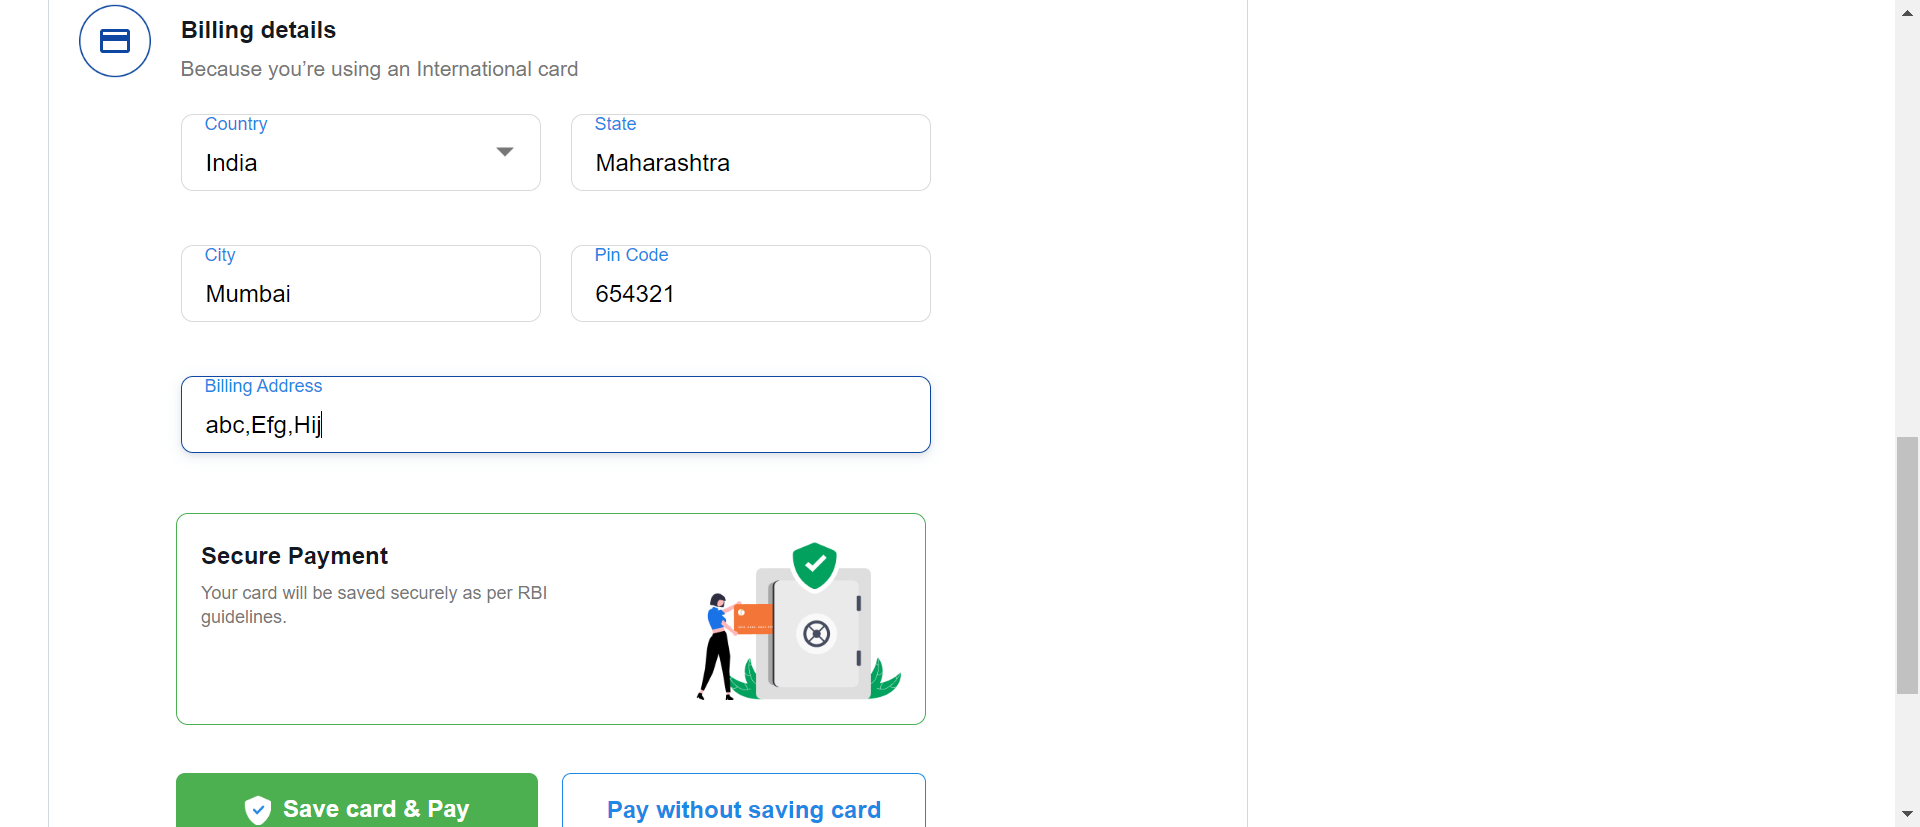 Billing details
Because you’re using an International card
Country
India
State
Maharashtra
City
Mumbai
Pin Code
654321
Billing Address
abc,Efg,Hij
Secure Payment
Your card will be saved securely as per RBI
guidelines.
Save card & Pay
Pay without saving card